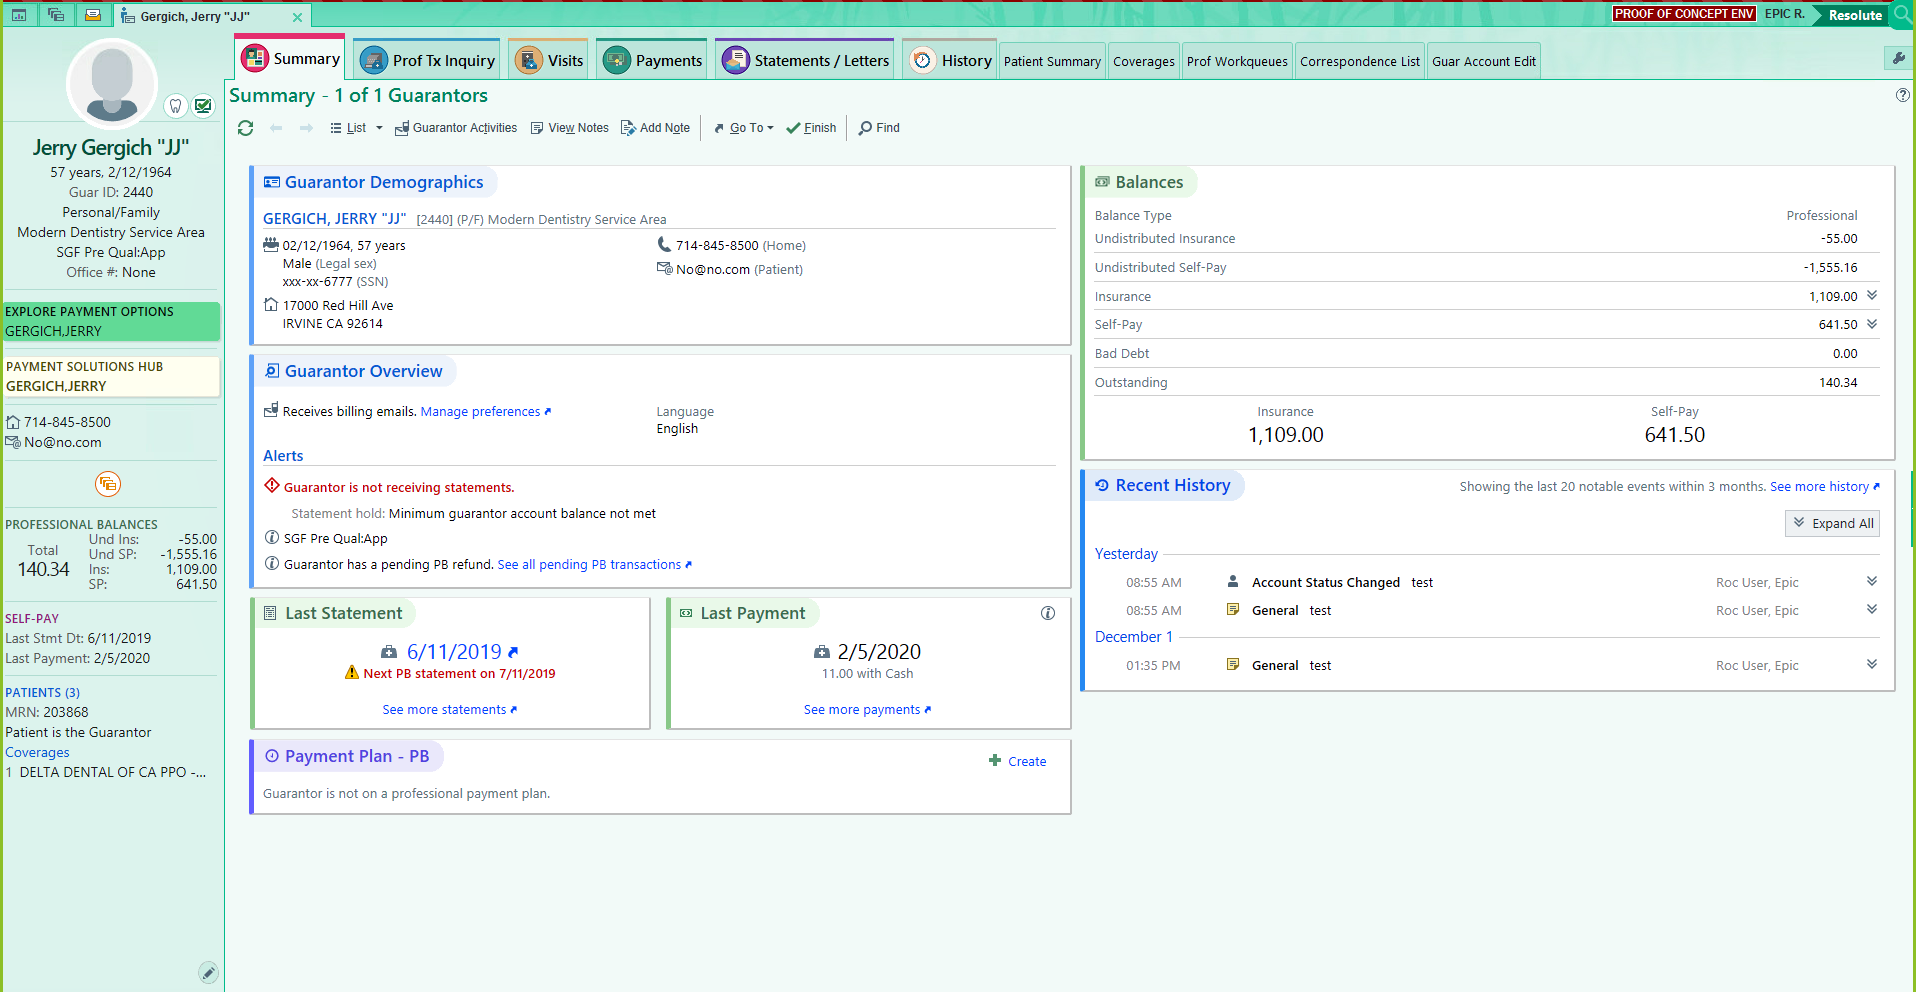 Gergich, Jerry "JJ"
PROOF OF CONCEPT ENV EPIC R. Resolute
Summary Prof Tx Inquiry Visits Payments Statements / Letters History Patient Summary Coverages Prof Workqueues Correspondence List Guar Account Edit
Summary - 1 of 1 Guarantors
List Guarantor Activities View Notes Add Note Go To Finish Find
Jerry Gergich "JJ"
57 years, 2/12/1964
Guar ID: 2440
Personal/Family
Modern Dentistry Service Area
SGF Pre Qual:App
Office #: None
EXPLORE PAYMENT OPTIONS
GERGICH,JERRY
PAYMENT SOLUTIONS HUB
GERGICH,JERRY
714-845-8500
No@no.com
PROFESSIONAL BALANCES
Total
140.34
Und Ins: -55.00
Und SP: -1,555.16
Ins: 1,109.00
SP: 641.50
SELF-PAY
Last Stmt Dt: 6/11/2019
Last Payment: 2/5/2020
PATIENTS (3)
MRN: 203868
Patient is the Guarantor
Coverages
1 DELTA DENTAL OF CA PPO -...
Guarantor Demographics
GERGICH, JERRY "JJ" [2440] (P/F) Modern Dentistry Service Area
02/12/1964, 57 years
Male (Legal sex)
xxx-xx-6777 (SSN)
17000 Red Hill Ave
IRVINE CA 92614
714-845-8500 (Home)
No@no.com (Patient)
Guarantor Overview
Receives billing emails. Manage preferences
Language
English
Alerts
Guarantor is not receiving statements.
Statement hold: Minimum guarantor account balance not met
SGF Pre Qual:App
Guarantor has a pending PB refund. See all pending PB transactions
Last Statement
6/11/2019
Next PB statement on 7/11/2019
See more statements
Last Payment
2/5/2020
11.00 with Cash
See more payments
Payment Plan - PB
Create
Guarantor is not on a professional payment plan.
Balances
Balance Type Professional
Undistributed Insurance -55.00
Undistributed Self-Pay -1,555.16
Insurance 1,109.00
Self-Pay 641.50
Bad Debt 0.00
Outstanding 140.34
Insurance Self-Pay
1,109.00 641.50
Recent History
Showing the last 20 notable events within 3 months. See more history
Expand All
Yesterday
08:55 AM Account Status Changed test Roc User, Epic
08:55 AM General test Roc User, Epic
December 1
01:35 PM General test Roc User, Epic